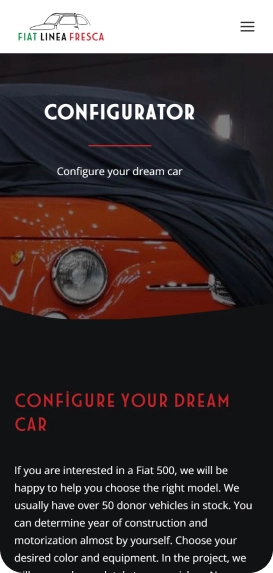 FIAT LINEA FRESCA
CONFIGURATOR
Configure your dream car
CONFİGURE YOUR DREAM
CAR
If you are interested in a Fiat 500, we will be
happy to help you choose the right model. We
usually have over 50 donor vehicles in stock. You
can determine year of construction and
motorization almost by yourself. Choose your
desired color and equipment. In the project, we